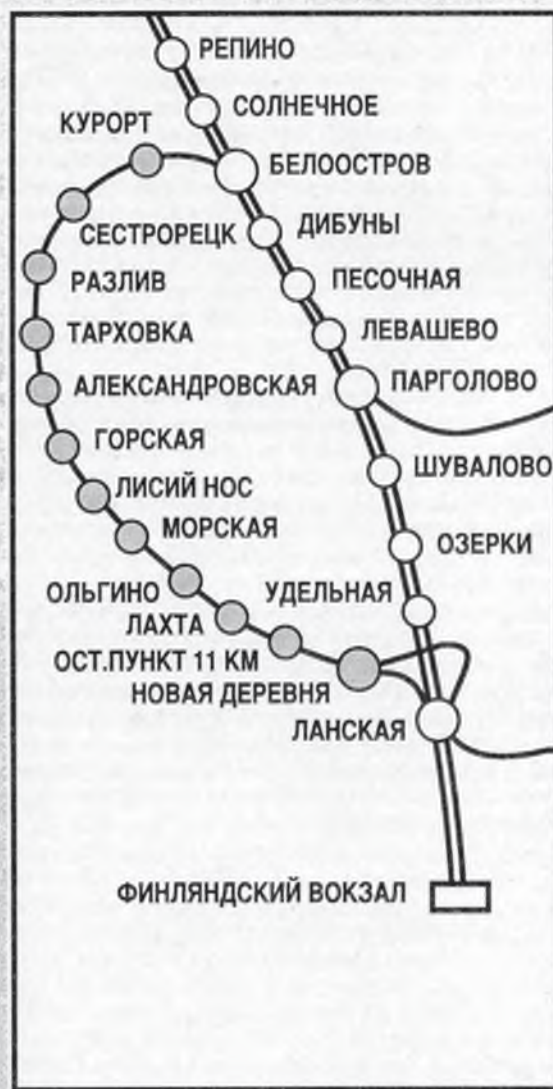 РЕПИНО
СОЛНЕЧНОЕ
КУРОРТ
БЕЛООСТРОВ
СЕСТРОРЕЦК
ДИБУНЫ
РАЗЛИВ
ПЕСОЧНАЯ
ТАРХОВКА
ЛЕВАШЕВО
АЛЕКСАНДРОВСКАЯ
ПАРГОЛОВО
ГОРСКАЯ
ШУВАЛОВО
ЛИСИЙ НОС
МОРСКАЯ
ОЗЕРКИ
ОЛЬГИНО
УДЕЛЬНАЯ
ЛАХТА
ОСТ.ПУНКТ 11 КМ
НОВАЯ ДЕРЕВНЯ
ЛАНСКАЯ
ФИНЛЯНДСКИЙ ВОКЗАЛ